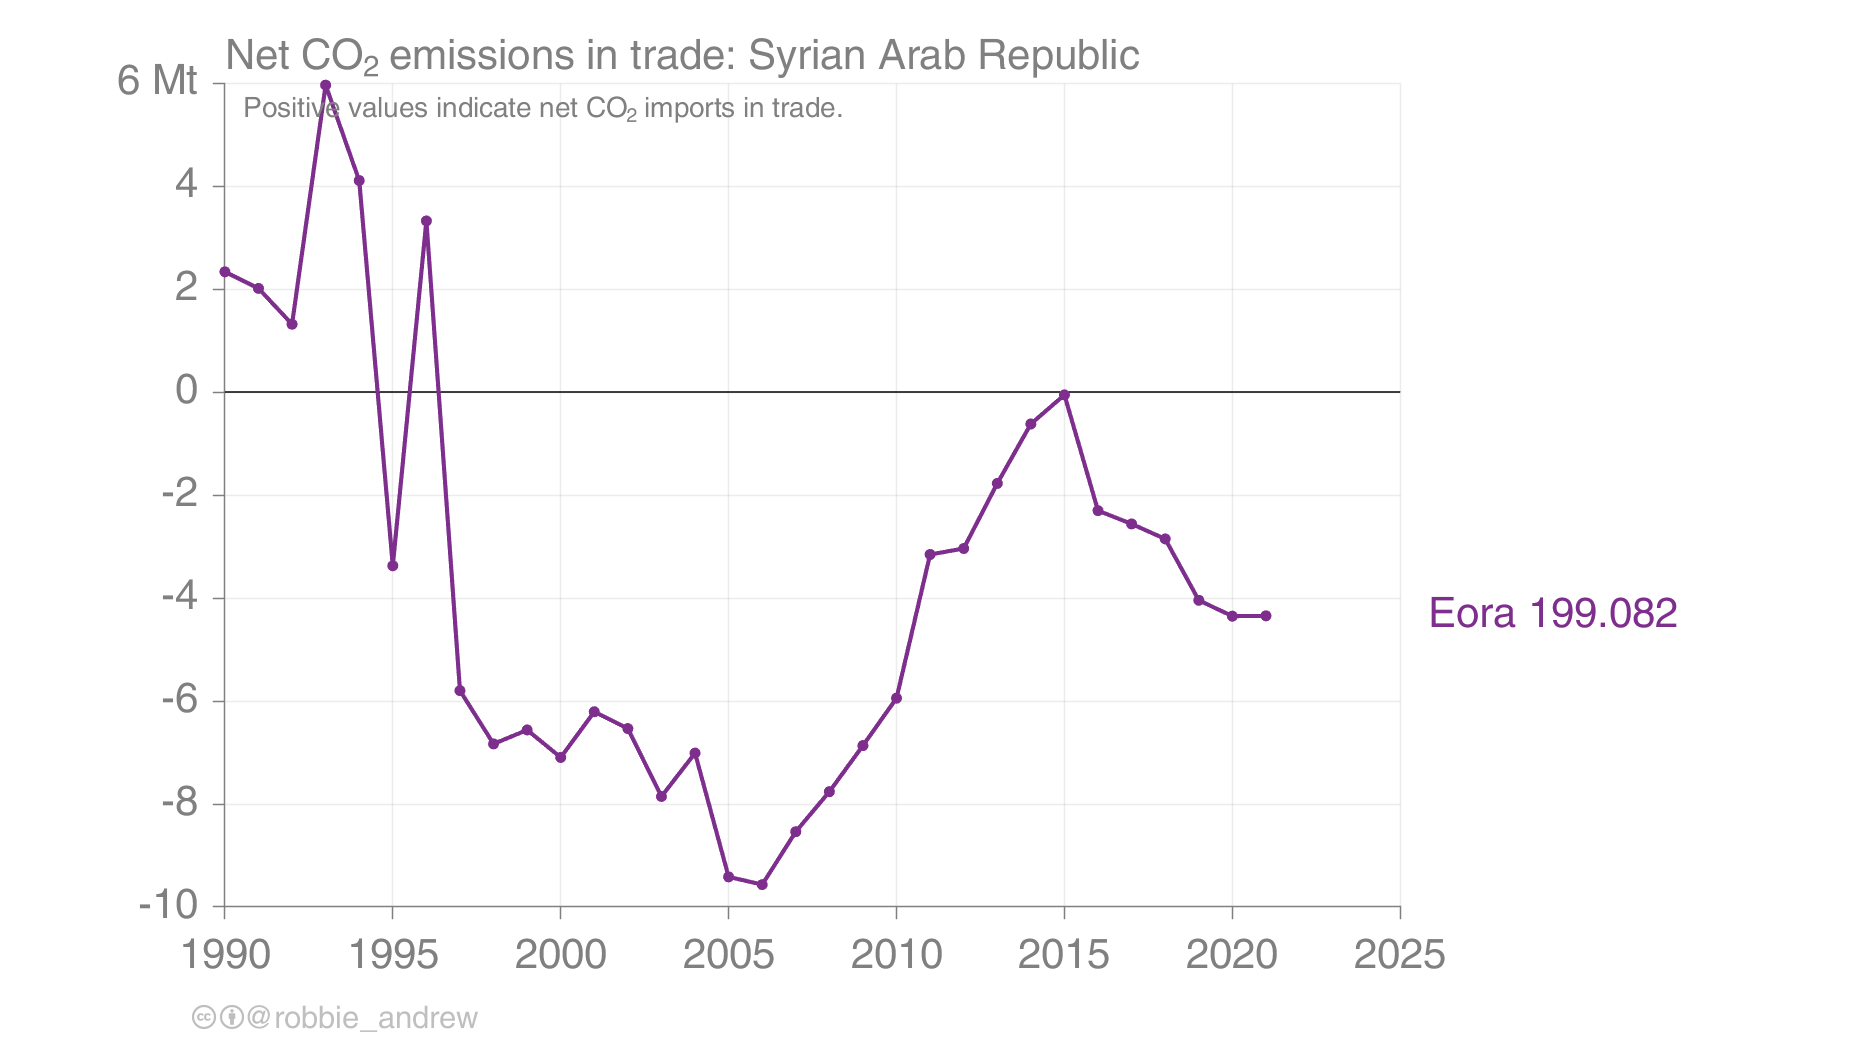 Net CO₂ emissions in trade: Syrian Arab Republic
6 Mt
Positive values indicate net CO₂ imports in trade.
4
2
0
-2
-4
Eora 199.082
-6
-8
-10
1990 1995 2000 2005 2010 2015 2020 2025
cc @robbie_andrew